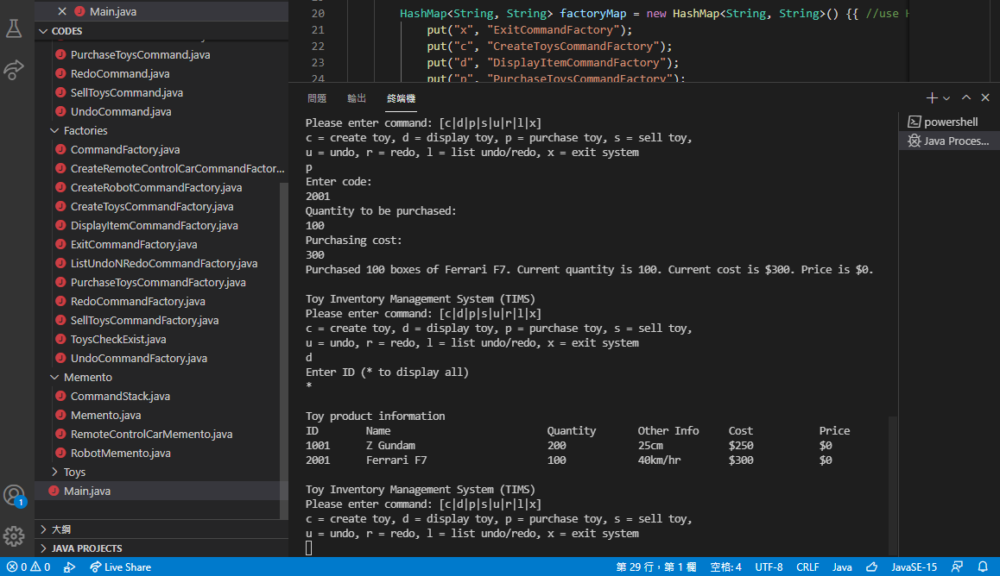 Main.java
CODES
PurchaseToysCommand.java
RedoCommand.java
SellToysCommand.java
UndoCommand.java
Factories
CommandFactory.java
CreateRemoteControlCarCommandFactor...
CreateRobotCommandFactory.java
CreateToysCommandFactory.java
DisplayItemCommandFactory.java
ExitCommandFactory.java
ListUndoNRedoCommandFactory.java
PurchaseToysCommandFactory.java
RedoCommandFactory.java
SellToysCommandFactory.java
ToysCheckExist.java
UndoCommandFactory.java
Memento
CommandStack.java
Memento.java
RemoteControlCarMemento.java
RobotMemento.java
Toys
Main.java
大綱
JAVA PROJECTS
20 HashMap<String, String> factoryMap = new HashMap<String, String>() {{ //use
21 put("x", "ExitCommandFactory");
22 put("c", "CreateToysCommandFactory");
23 put("d", "DisplayItemCommandFactory");
24 put("p", "PurchaseToysCommandFactory");
問題 輸出 終端機
powershell
Java Proces...
Please enter command: [c|d|p|s|u|r|l|x]
c = create toy, d = display toy, p = purchase toy, s = sell toy,
u = undo, r = redo, l = list undo/redo, x = exit system
p
Enter code:
2001
Quantity to be purchased:
100
Purchasing cost:
300
Purchased 100 boxes of Ferrari F7. Current quantity is 100. Current cost is $300. Price is $0.
Toy Inventory Management System (TIMS)
Please enter command: [c|d|p|s|u|r|l|x]
c = create toy, d = display toy, p = purchase toy, s = sell toy,
u = undo, r = redo, l = list undo/redo, x = exit system
d
Enter ID (* to display all)
*
Toy product information
ID Name Quantity Other Info Cost Price
1001 Z Gundam 200 25cm $250 $0
2001 Ferrari F7 100 40km/hr $300 $0
Toy Inventory Management System (TIMS)
Please enter command: [c|d|p|s|u|r|l|x]
c = create toy, d = display toy, p = purchase toy, s = sell toy,
u = undo, r = redo, l = list undo/redo, x = exit system
1
0 0 Live Share 第 29 行，第 1 欄 空格: 4 UTF-8 CRLF Java JavaSE-15